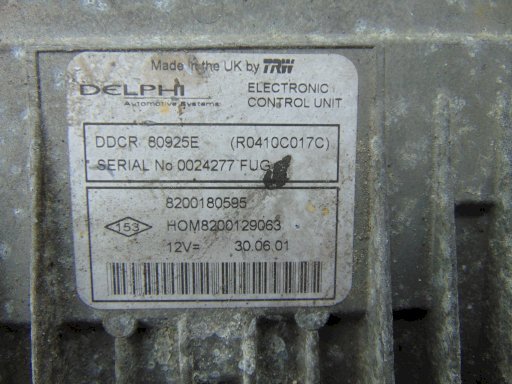 Made in the UK by TRW
DELPHI
Automotive Systems
ELECTRONIC
CONTROL UNIT
DDCR 80925E (R0410C017C)
SERIAL No 0024277 FUG
8200180595
153
HOM8200129063
12V= 30.06.01